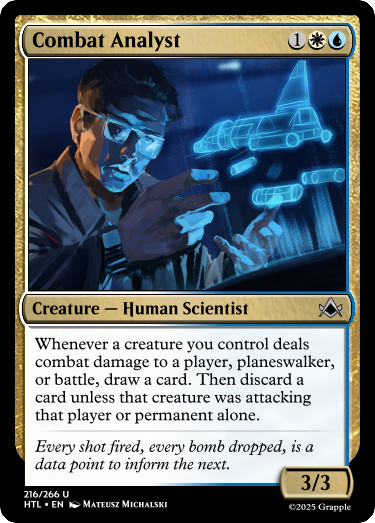 Combat Analyst 1
Creature — Human Scientist
Whenever a creature you control deals
combat damage to a player, planeswalker,
or battle, draw a card. Then discard a
card unless that creature was attacking
that player or permanent alone.
Every shot fired, every bomb dropped, is a
data point to inform the next.
3/3
216/266 U
HTL • EN Mateusz Michalski
©2025 Grapple